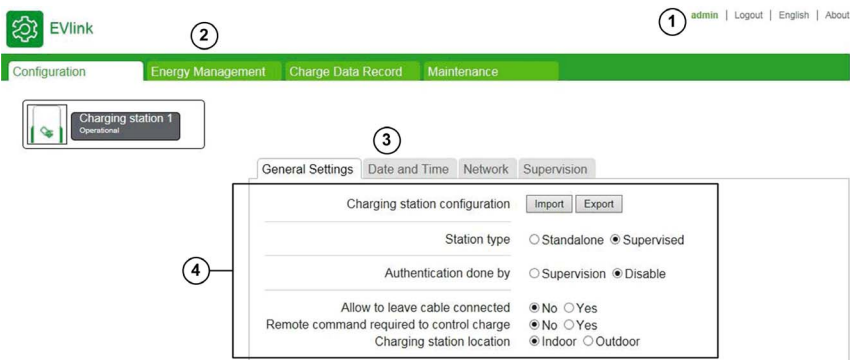 1 admin | Logout | English | About
EVlink
2
Configuration Energy Management Charge Data Record Maintenance
Charging station 1
Operational
3
General Settings Date and Time Network Supervision
Charging station configuration Import Export
Station type Standalone Supervised
4
Authentication done by Supervision Disable
Allow to leave cable connected No Yes
Remote command required to control charge No Yes
Charging station location Indoor Outdoor